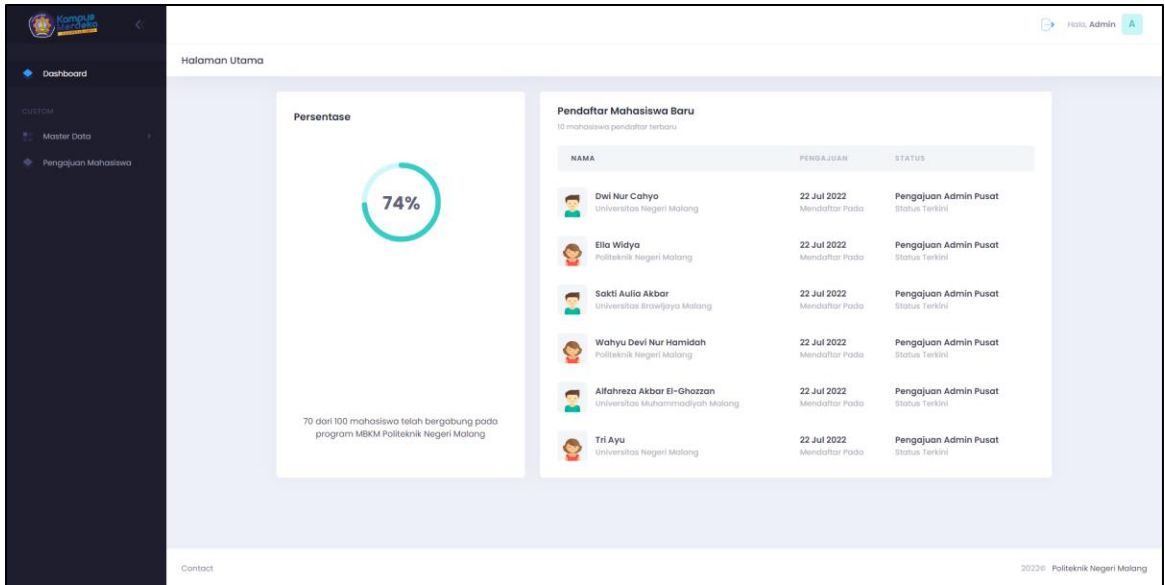 Kampus
Merdeka
Halo, Admin A
Halaman Utama
Dashboard
CUSTOM
Master Data
Pengajuan Mahasiswa
Persentase
74%
70 dari 100 mahasiswa telah bergabung pada
program MBKM Politeknik Negeri Malang
Pendaftar Mahasiswa Baru
10 mahasiswa pendaftar terbaru
NAMA PENGAJUAN STATUS
Dwi Nur Cahyo 22 Jul 2022 Pengajuan Admin Pusat
Universitas Negeri Malang Mendaftar Pada Status Terkini
Ella Widya 22 Jul 2022 Pengajuan Admin Pusat
Politeknik Negeri Malang Mendaftar Pada Status Terkini
Sakti Aulia Akbar 22 Jul 2022 Pengajuan Admin Pusat
Universitas Brawijaya Malang Mendaftar Pada Status Terkini
Wahyu Devi Nur Hamidah 22 Jul 2022 Pengajuan Admin Pusat
Politeknik Negeri Malang Mendaftar Pada Status Terkini
Alfahreza Akbar El-Ghozzan 22 Jul 2022 Pengajuan Admin Pusat
Universitas Muhammadiyah Malang Mendaftar Pada Status Terkini
Tri Ayu 22 Jul 2022 Pengajuan Admin Pusat
Universitas Negeri Malang Mendaftar Pada Status Terkini
Contact
2022© Politeknik Negeri Malang